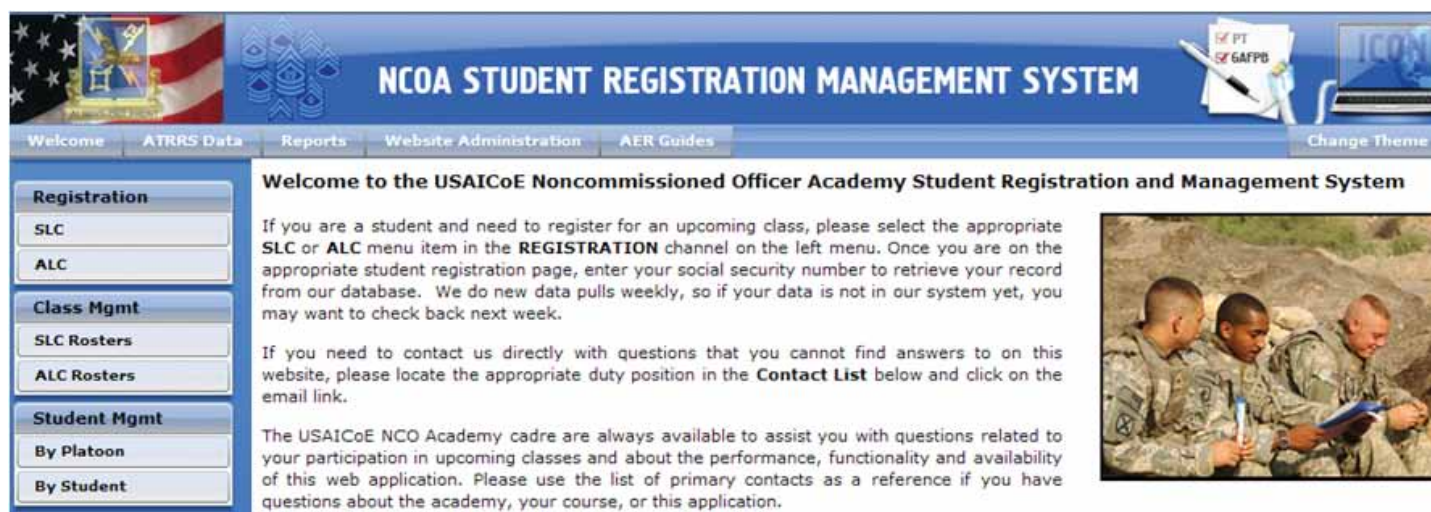 PT
GAFPB
ICON
NCOA STUDENT REGISTRATION MANAGEMENT SYSTEM
Welcome
ATRRS Data
Reports
Website Administration
AER Guides
Change Theme
Registration
SLC
ALC
Class Mgmt
SLC Rosters
ALC Rosters
Student Mgmt
By Platoon
By Student
Welcome to the USAICoE Noncommissioned Officer Academy Student Registration and Management System
If you are a student and need to register for an upcoming class, please select the appropriate
SLC or ALC menu item in the REGISTRATION channel on the left menu. Once you are on the
appropriate student registration page, enter your social security number to retrieve your record
from our database. We do new data pulls weekly, so if your data is not in our system yet, you
may want to check back next week.
If you need to contact us directly with questions that you cannot find answers to on this
website, please locate the appropriate duty position in the Contact List below and click on the
email link.
The USAICoE NCO Academy cadre are always available to assist you with questions related to
your participation in upcoming classes and about the performance, functionality and availability
of this web application. Please use the list of primary contacts as a reference if you have
questions about the academy, your course, or this application.